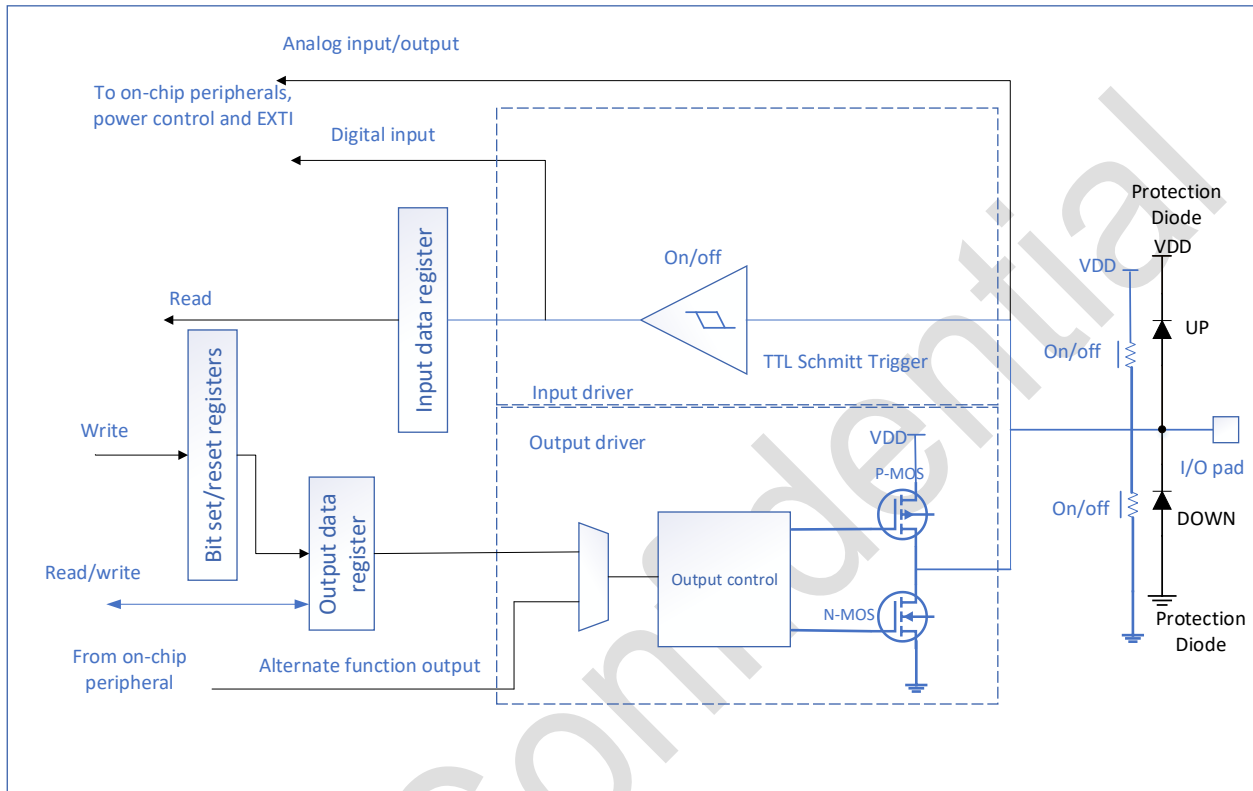 Analog input/output
To on-chip peripherals,
power control and EXTI
Digital input
Protection
Diode
VDD
VDD
On/off
Read
Input data register
UP
On/off
TTL Schmitt Trigger
Input driver
Bit set/reset registers
Write
Output driver
VDD
P-MOS
I/O pad
On/off
DOWN
Output data
register
Read/write
Output control
N-MOS
Protection
Diode
From on-chip
peripheral
Alternate function output
Confidential